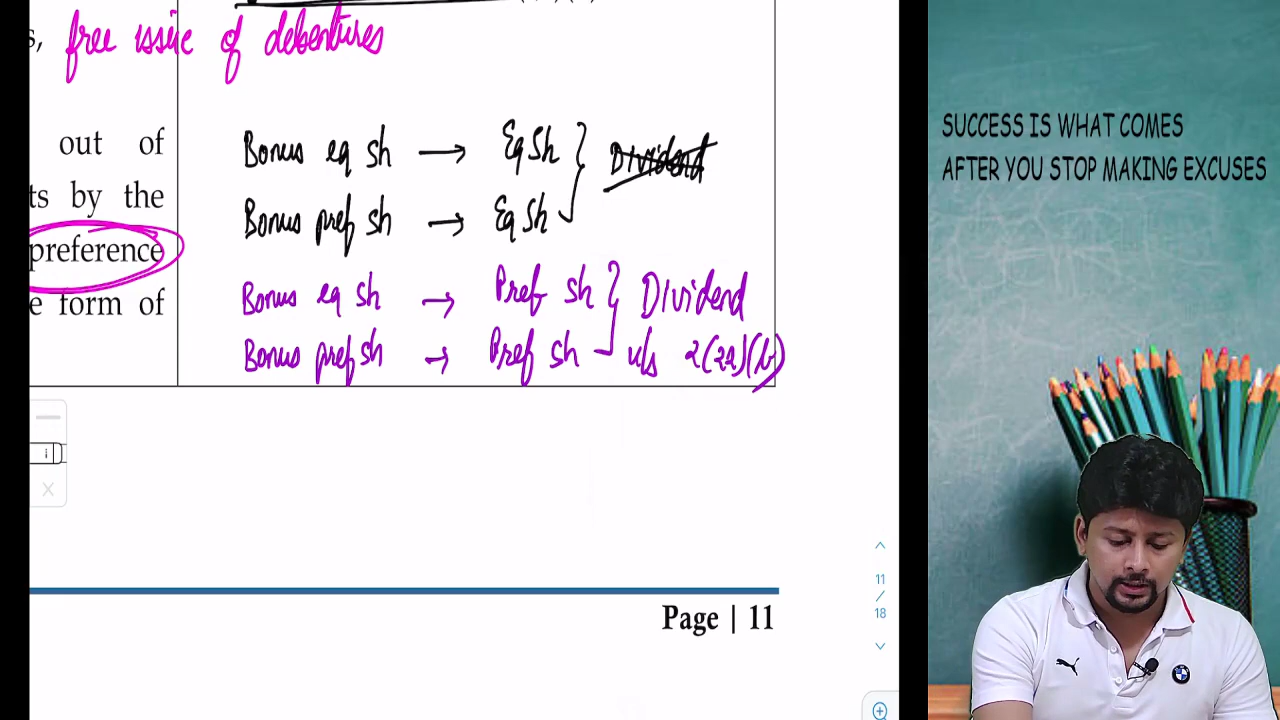 s, free issue of debentures
out of
ts by the
preference
e form of
Bonus eq sh → Eq Sh } Dividend
Bonus pref sh → Eq Sh
Bonus eq sh → Pref sh } Dividend
Bonus pref sh → Pref sh u/s 2(22)(b)
11
/
18
Page | 11
SUCCESS IS WHAT COMES
AFTER YOU STOP MAKING EXCUSES